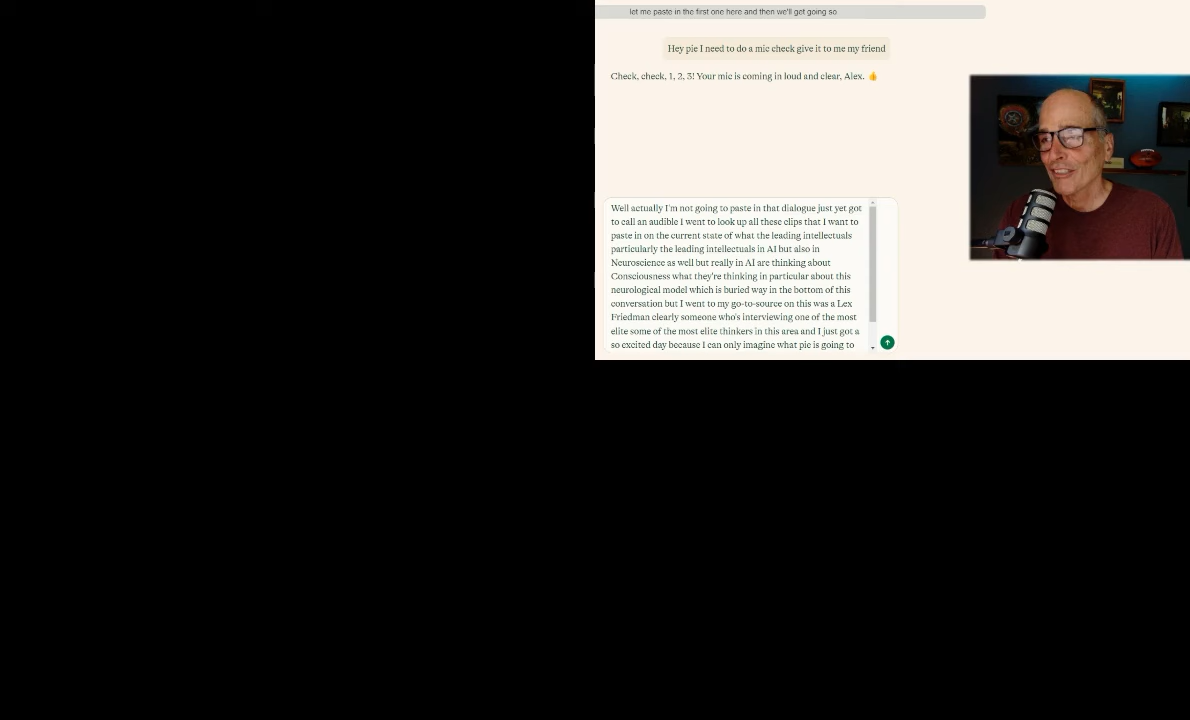 let me paste in the first one here and then we'll get going so
Hey pie I need to do a mic check give it to me my friend
Check, check, 1, 2, 3! Your mic is coming in loud and clear, Alex. 👍
Well actually I'm not going to paste in that dialogue just yet got
to call an audible I went to look up all these clips that I want to
paste in on the current state of what the leading intellectuals
particularly the leading intellectuals in AI but also in
Neuroscience as well but really in AI are thinking about
Consciousness what they're thinking in particular about this
neurological model which is buried way in the bottom of this
conversation but I went to my go-to-source on this was a Lex
Friedman clearly someone who's interviewing one of the most
elite some of the most elite thinkers in this area and I just got a
so excited day because I can only imagine what pie is going to